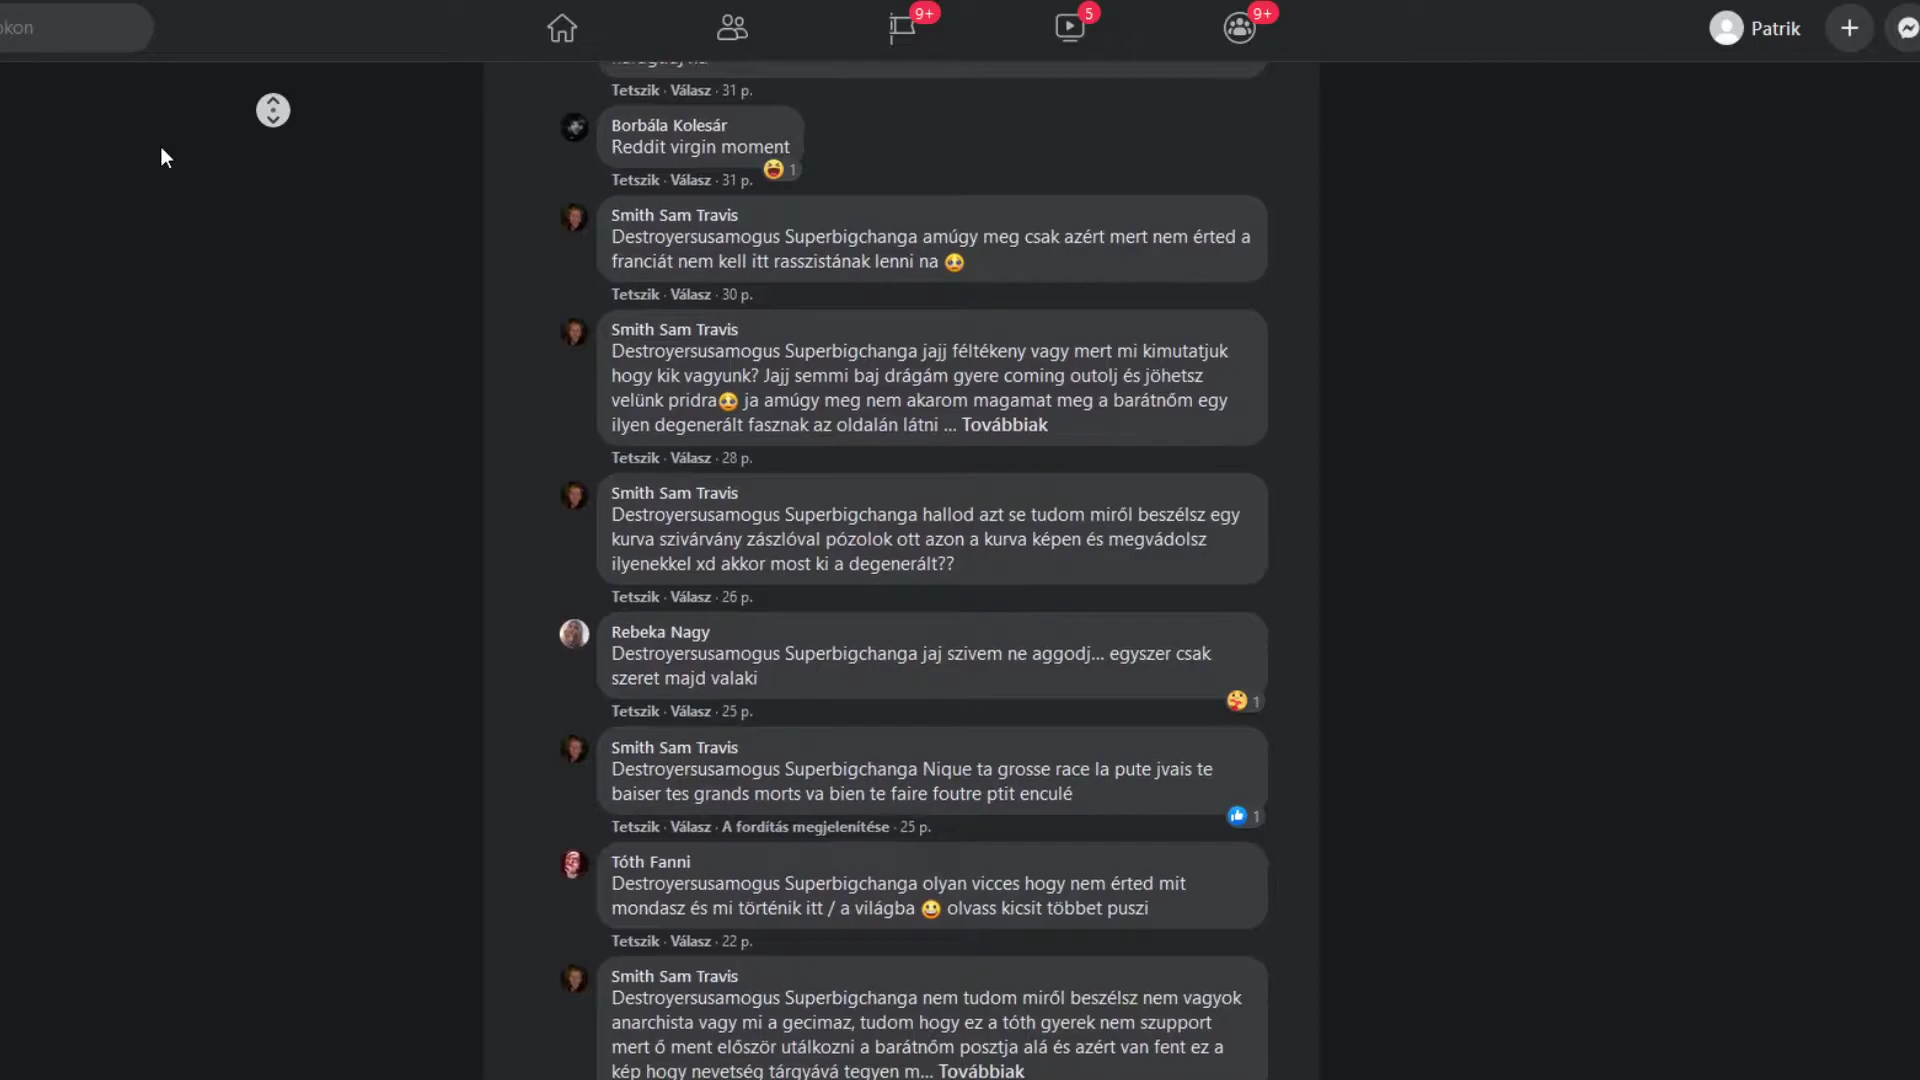 okon
9+
5
9+
Patrik
Tetszik · Válasz · 31 p.
Borbála Kolesár
Reddit virgin moment
1
Tetszik · Válasz · 31 p.
Smith Sam Travis
Destroyersusamogus Superbigchanga amúgy meg csak azért mert nem érted a
franciát nem kell itt rasszistának lenni na 🥺
Tetszik · Válasz · 30 p.
Smith Sam Travis
Destroyersusamogus Superbigchanga jajj féltékeny vagy mert mi kimutatjuk
hogy kik vagyunk? Jajj semmi baj drágám gyere coming outolj és jöhetsz
velünk pridra🥺 ja amúgy meg nem akarom magamat meg a barátnőm egy
ilyen degenerált fasznak az oldalán látni ... Továbbiak
Tetszik · Válasz · 28 p.
Smith Sam Travis
Destroyersusamogus Superbigchanga hallod azt se tudom miről beszélsz egy
kurva szivárvány zászlóval pózolok ott azon a kurva képen és megvádolsz
ilyenekkel xd akkor most ki a degenerált??
Tetszik · Válasz · 26 p.
Rebeka Nagy
Destroyersusamogus Superbigchanga jaj szivem ne aggodj... egyszer csak
szeret majd valaki
1
Tetszik · Válasz · 25 p.
Smith Sam Travis
Destroyersusamogus Superbigchanga Nique ta grosse race la pute jvais te
baiser tes grands morts va bien te faire foutre ptit enculé
1
Tetszik · Válasz · A fordítás megjelenítése · 25 p.
Tóth Fanni
Destroyersusamogus Superbigchanga olyan vicces hogy nem érted mit
mondasz és mi történik itt / a világba 😀 olvass kicsit többet puszi
Tetszik · Válasz · 22 p.
Smith Sam Travis
Destroyersusamogus Superbigchanga nem tudom miről beszélsz nem vagyok
anarchista vagy mi a gecimaz, tudom hogy ez a tóth gyerek nem szupport
mert ő ment először utálkozni a barátnőm posztja alá és azért van fent ez a
kép hogy nevetség tárgyává tegyen m... Továbbiak